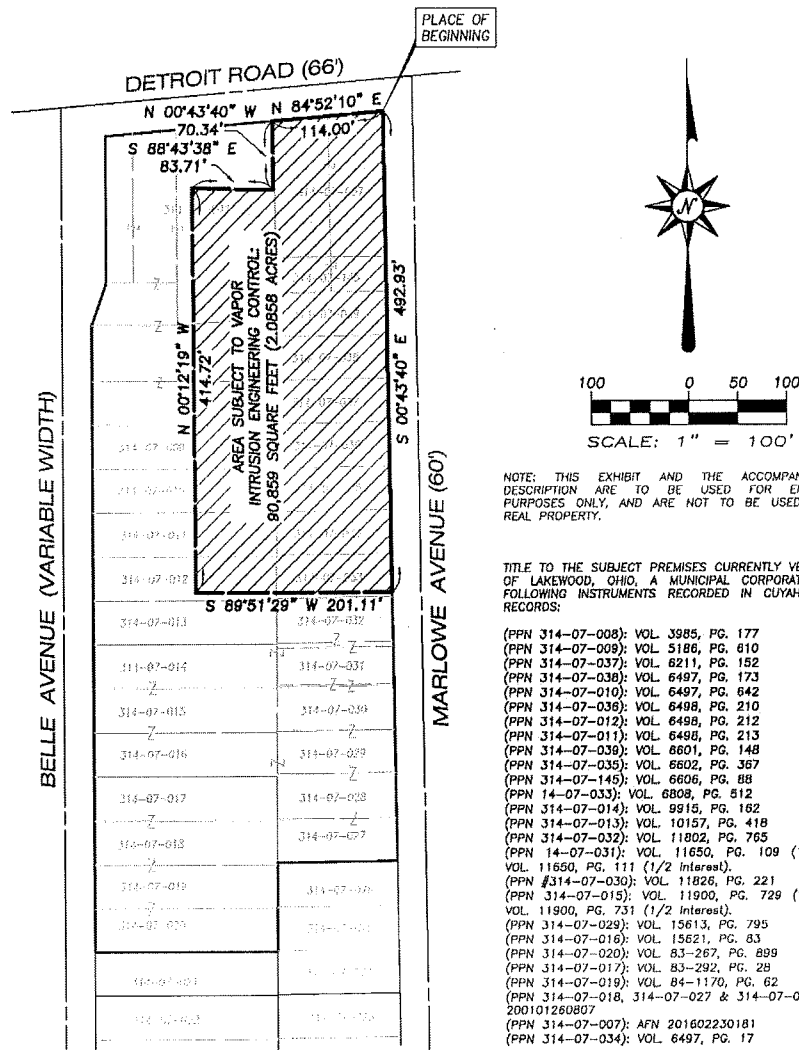 PLACE OF
BEGINNING
DETROIT ROAD (66')
N 00°43'40" W N 84°52'10" E
70.34'
114.00'
S 88°43'38" E
83.71'
AREA SUBJECT TO VAPOR
INTRUSION ENGINEERING CONTROL:
90,859 SQUARE FEET (2.0858 ACRES)
N 00°12'19" W
414.72'
S 00°43'40" E 492.93'
S 89°51'29" W 201.11'
BELLE AVENUE (VARIABLE WIDTH)
MARLOWE AVENUE (60')
314-07-012
314-07-013
314-07-032
314-07-014
314-07-031
314-07-015
314-07-030
314-07-016
314-07-029
314-07-017
314-07-028
314-07-018
314-07-027
314-07-019
N
100 0 50 100
SCALE: 1" = 100'
NOTE: THIS EXHIBIT AND THE ACCOMPAN
DESCRIPTION ARE TO BE USED FOR E
PURPOSES ONLY, AND ARE NOT TO BE USED
REAL PROPERTY.
TITLE TO THE SUBJECT PREMISES CURRENTLY VE
OF LAKEWOOD, OHIO, A MUNICIPAL CORPORAT
FOLLOWING INSTRUMENTS RECORDED IN CUYAH
RECORDS:
(PPN 314-07-008): VOL. 3985, PG. 177
(PPN 314-07-009): VOL. 5186, PG. 610
(PPN 314-07-037): VOL. 6211, PG. 152
(PPN 314-07-038): VOL. 6497, PG. 173
(PPN 314-07-010): VOL. 6497, PG. 642
(PPN 314-07-036): VOL. 6498, PG. 210
(PPN 314-07-012): VOL. 6498, PG. 212
(PPN 314-07-011): VOL. 6498, PG. 213
(PPN 314-07-039): VOL. 6601, PG. 148
(PPN 314-07-035): VOL. 6602, PG. 367
(PPN 314-07-145): VOL. 6606, PG. 88
(PPN 14-07-033): VOL. 6808, PG. 512
(PPN 314-07-014): VOL. 9915, PG. 162
(PPN 314-07-013): VOL. 10157, PG. 418
(PPN 314-07-032): VOL. 11802, PG. 765
(PPN 14-07-031): VOL. 11650, PG. 109 (
VOL. 11650, PG. 111 (1/2 interest).
(PPN #314-07-030): VOL. 11826, PG. 221
(PPN 314-07-015): VOL. 11900, PG. 729 (
VOL. 11900, PG. 731 (1/2 interest).
(PPN 314-07-029): VOL. 15613, PG. 795
(PPN 314-07-016): VOL. 15621, PG. 83
(PPN 314-07-020): VOL. 83-267, PG. 899
(PPN 314-07-017): VOL. 83-292, PG. 28
(PPN 314-07-019): VOL. 84-1170, PG. 62
(PPN 314-07-018, 314-07-027 & 314-07-0
200101260807
(PPN 314-07-007): AFN 201602230181
(PPN 314-07-034): VOL. 6497, PG. 17